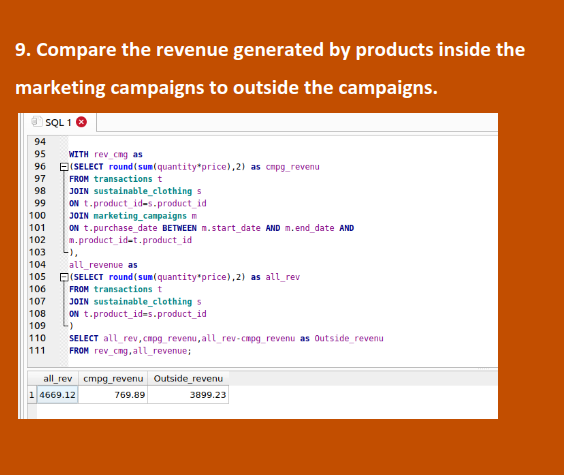 9. Compare the revenue generated by products inside the
marketing campaigns to outside the campaigns.
SQL 1
94
95 WITH rev_cmg as
96 (SELECT round(sum(quantity*price),2) as cmpg_revenu
97 FROM transactions t
98 JOIN sustainable_clothing s
99 ON t.product_id=s.product_id
100 JOIN marketing_campaigns m
101 ON t.purchase_date BETWEEN m.start_date AND m.end_date AND
102 m.product_id=t.product_id
103 ),
104 all_revenue as
105 (SELECT round(sum(quantity*price),2) as all_rev
106 FROM transactions t
107 JOIN sustainable_clothing s
108 ON t.product_id=s.product_id
109 )
110 SELECT all_rev,cmpg_revenu,all_rev-cmpg_revenu as Outside_revenu
111 FROM rev_cmg,all_revenue;
all_rev cmpg_revenu Outside_revenu
1 4669.12 769.89 3899.23